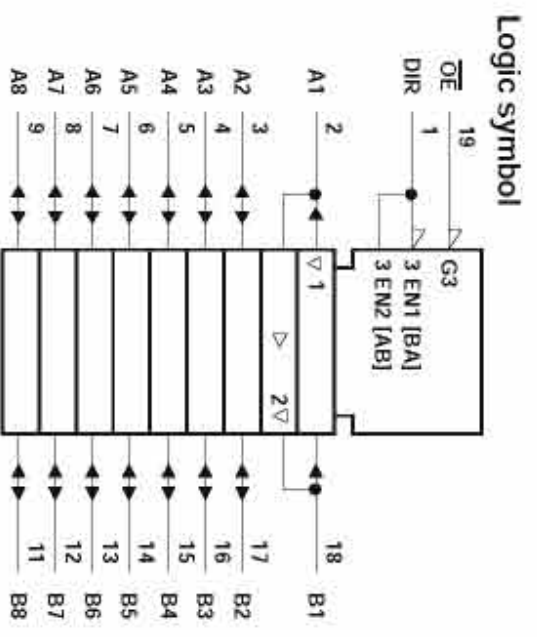 Logic symbol
OE 19
DIR 1
G3
3 EN1 [BA]
3 EN2 [AB]
A1 2 1 18 B1
2
A2 3 17 B2
A3 4 16 B3
A4 5 15 B4
A5 6 14 B5
A6 7 13 B6
A7 8 12 B7
A8 9 11 B8